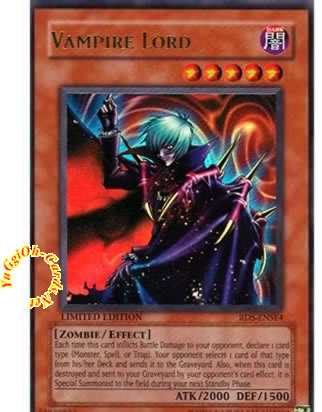 VAMPIRE LORD
DARK
闇
YuGgiOh-Cards.Net
LIMITED EDITION
RDS-ENSE4
[ZOMBIE / EFFECT]
Each time this card inflicts Battle Damage to your opponent, declare 1 card
type (Monster, Spell, or Trap). Your opponent selects 1 card of that type
from his/her Deck and sends it to the Graveyard. Also, when this card is
destroyed and sent to your Graveyard by your opponent's card effect, it is
Special Summoned to the field during your next Standby Phase.
ATK/2000 DEF/1500